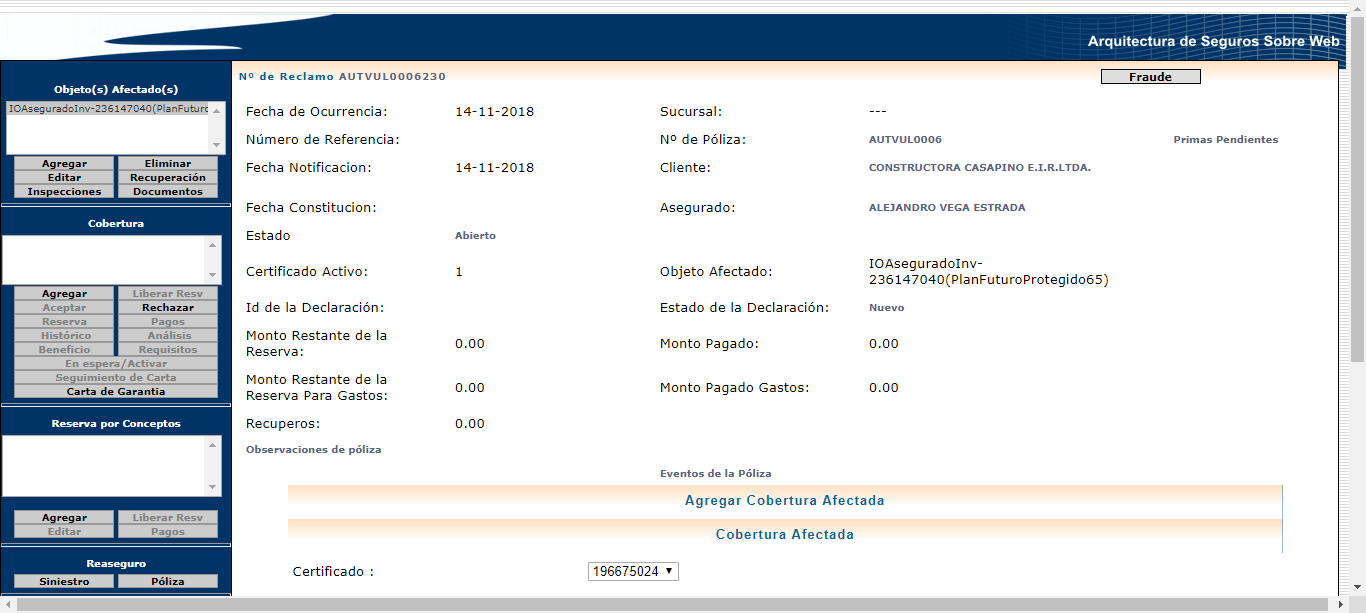 Arquitectura de Seguros Sobre Web
Objeto(s) Afectado(s)
IOAseguradoInv-236147040(PlanFuturo
Agregar Eliminar
Editar Recuperación
Inspecciones Documentos
Cobertura
Agregar Liberar Resv
Aceptar Rechazar
Reserva Pagos
Histórico Análisis
Beneficio Requisitos
En espera/Activar
Seguimiento de Carta
Carta de Garantia
Reserva por Conceptos
Agregar Liberar Resv
Editar Pagos
Reaseguro
Siniestro Póliza
Nº de Reclamo AUTVUL0006230
Fraude
Fecha de Ocurrencia: 14-11-2018 Sucursal: ---
Número de Referencia: Nº de Póliza: AUTVUL0006 Primas Pendientes
Fecha Notificacion: 14-11-2018 Cliente: CONSTRUCTORA CASAPINO E.I.R.LTDA.
Fecha Constitucion: Asegurado: ALEJANDRO VEGA ESTRADA
Estado Abierto
Certificado Activo: 1 Objeto Afectado: IOAseguradoInv-
236147040(PlanFuturoProtegido65)
Id de la Declaración: Estado de la Declaración: Nuevo
Monto Restante de la
Reserva: 0.00 Monto Pagado: 0.00
Monto Restante de la
Reserva Para Gastos: 0.00 Monto Pagado Gastos: 0.00
Recuperos: 0.00
Observaciones de póliza
Eventos de la Póliza
Agregar Cobertura Afectada
Cobertura Afectada
Certificado : 196675024